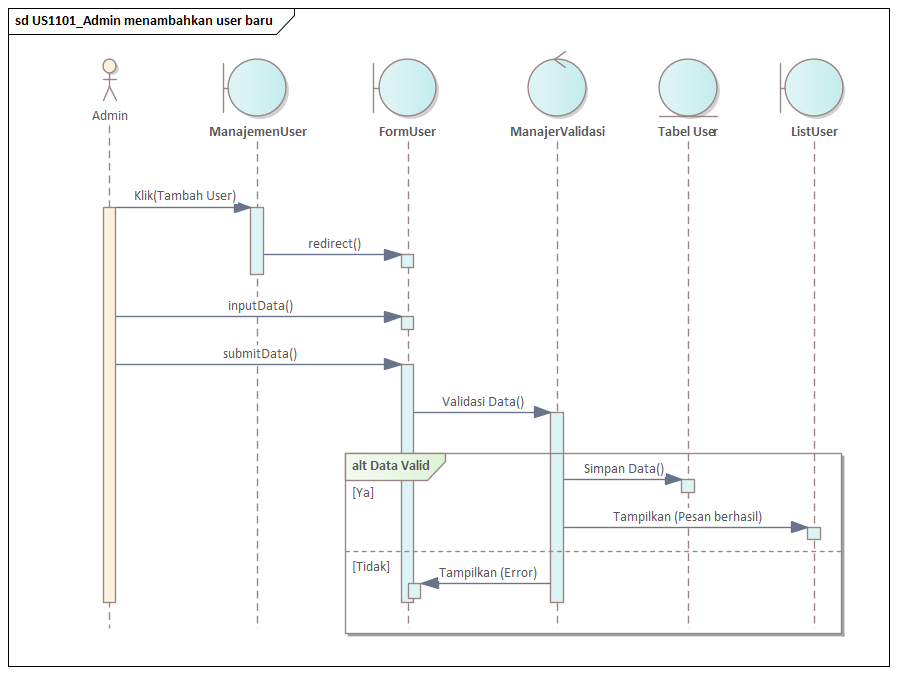 sd US1101_Admin menambahkan user baru
Admin
ManajemenUser
FormUser
ManajerValidasi
Tabel User
ListUser
Klik(Tambah User)
redirect()
inputData()
submitData()
Validasi Data()
alt Data Valid
Simpan Data()
[Ya]
Tampilkan (Pesan berhasil)
[Tidak]
Tampilkan (Error)